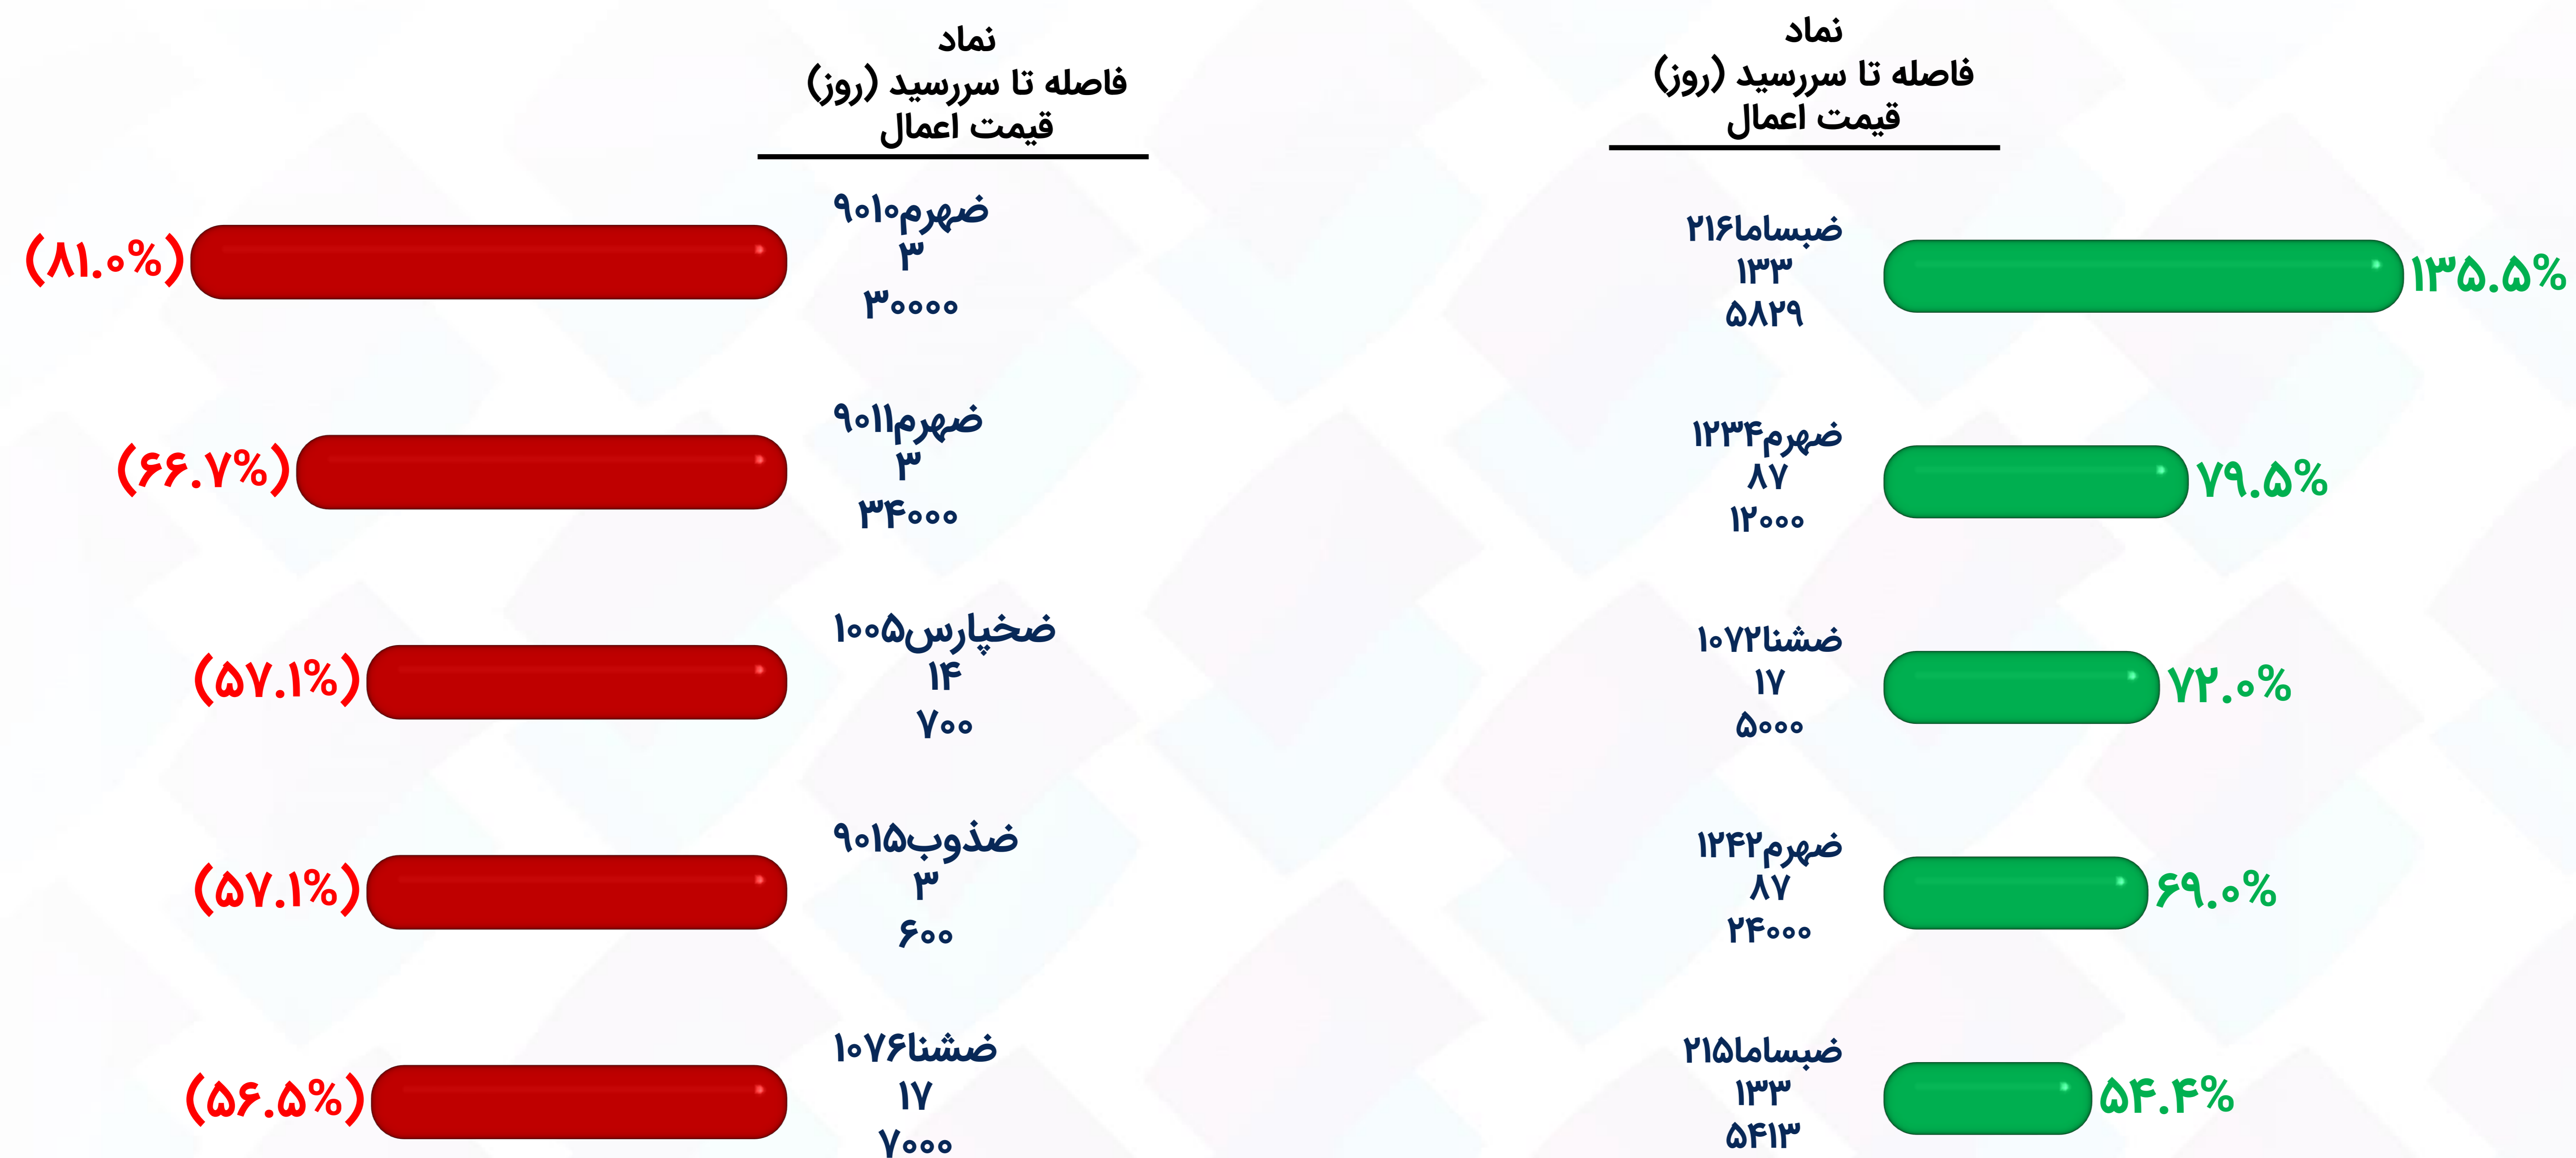 نماد
فاصله تا سررسید (روز)
قیمت اعمال
ضبساما۲۱۶
۱۳۳
۵۸۲۹
۱۳۵.۵%
ضهرم۱۲۳۴
۸۷
۱۲۰۰۰
۷۹.۵%
ضشنا۱۰۷۲
۱۷
۵۰۰۰
۷۲.۰%
ضهرم۱۲۴۲
۸۷
۲۴۰۰۰
۶۹.۰%
ضبساما۲۱۵
۱۳۳
۵۴۱۳
۵۴.۴%
نماد
فاصله تا سررسید (روز)
قیمت اعمال
ضهرم۹۰۱۰
۳
۳۰۰۰۰
(۸۱.۰%)
ضهرم۹۰۱۱
۳
۳۴۰۰۰
(۶۶.۷%)
ضخپارس۱۰۰۵
۱۴
۷۰۰
(۵۷.۱%)
ضذوب۹۰۱۵
۳
۶۰۰
(۵۷.۱%)
ضشنا۱۰۷۶
۱۷
۷۰۰۰
(۵۶.۵%)